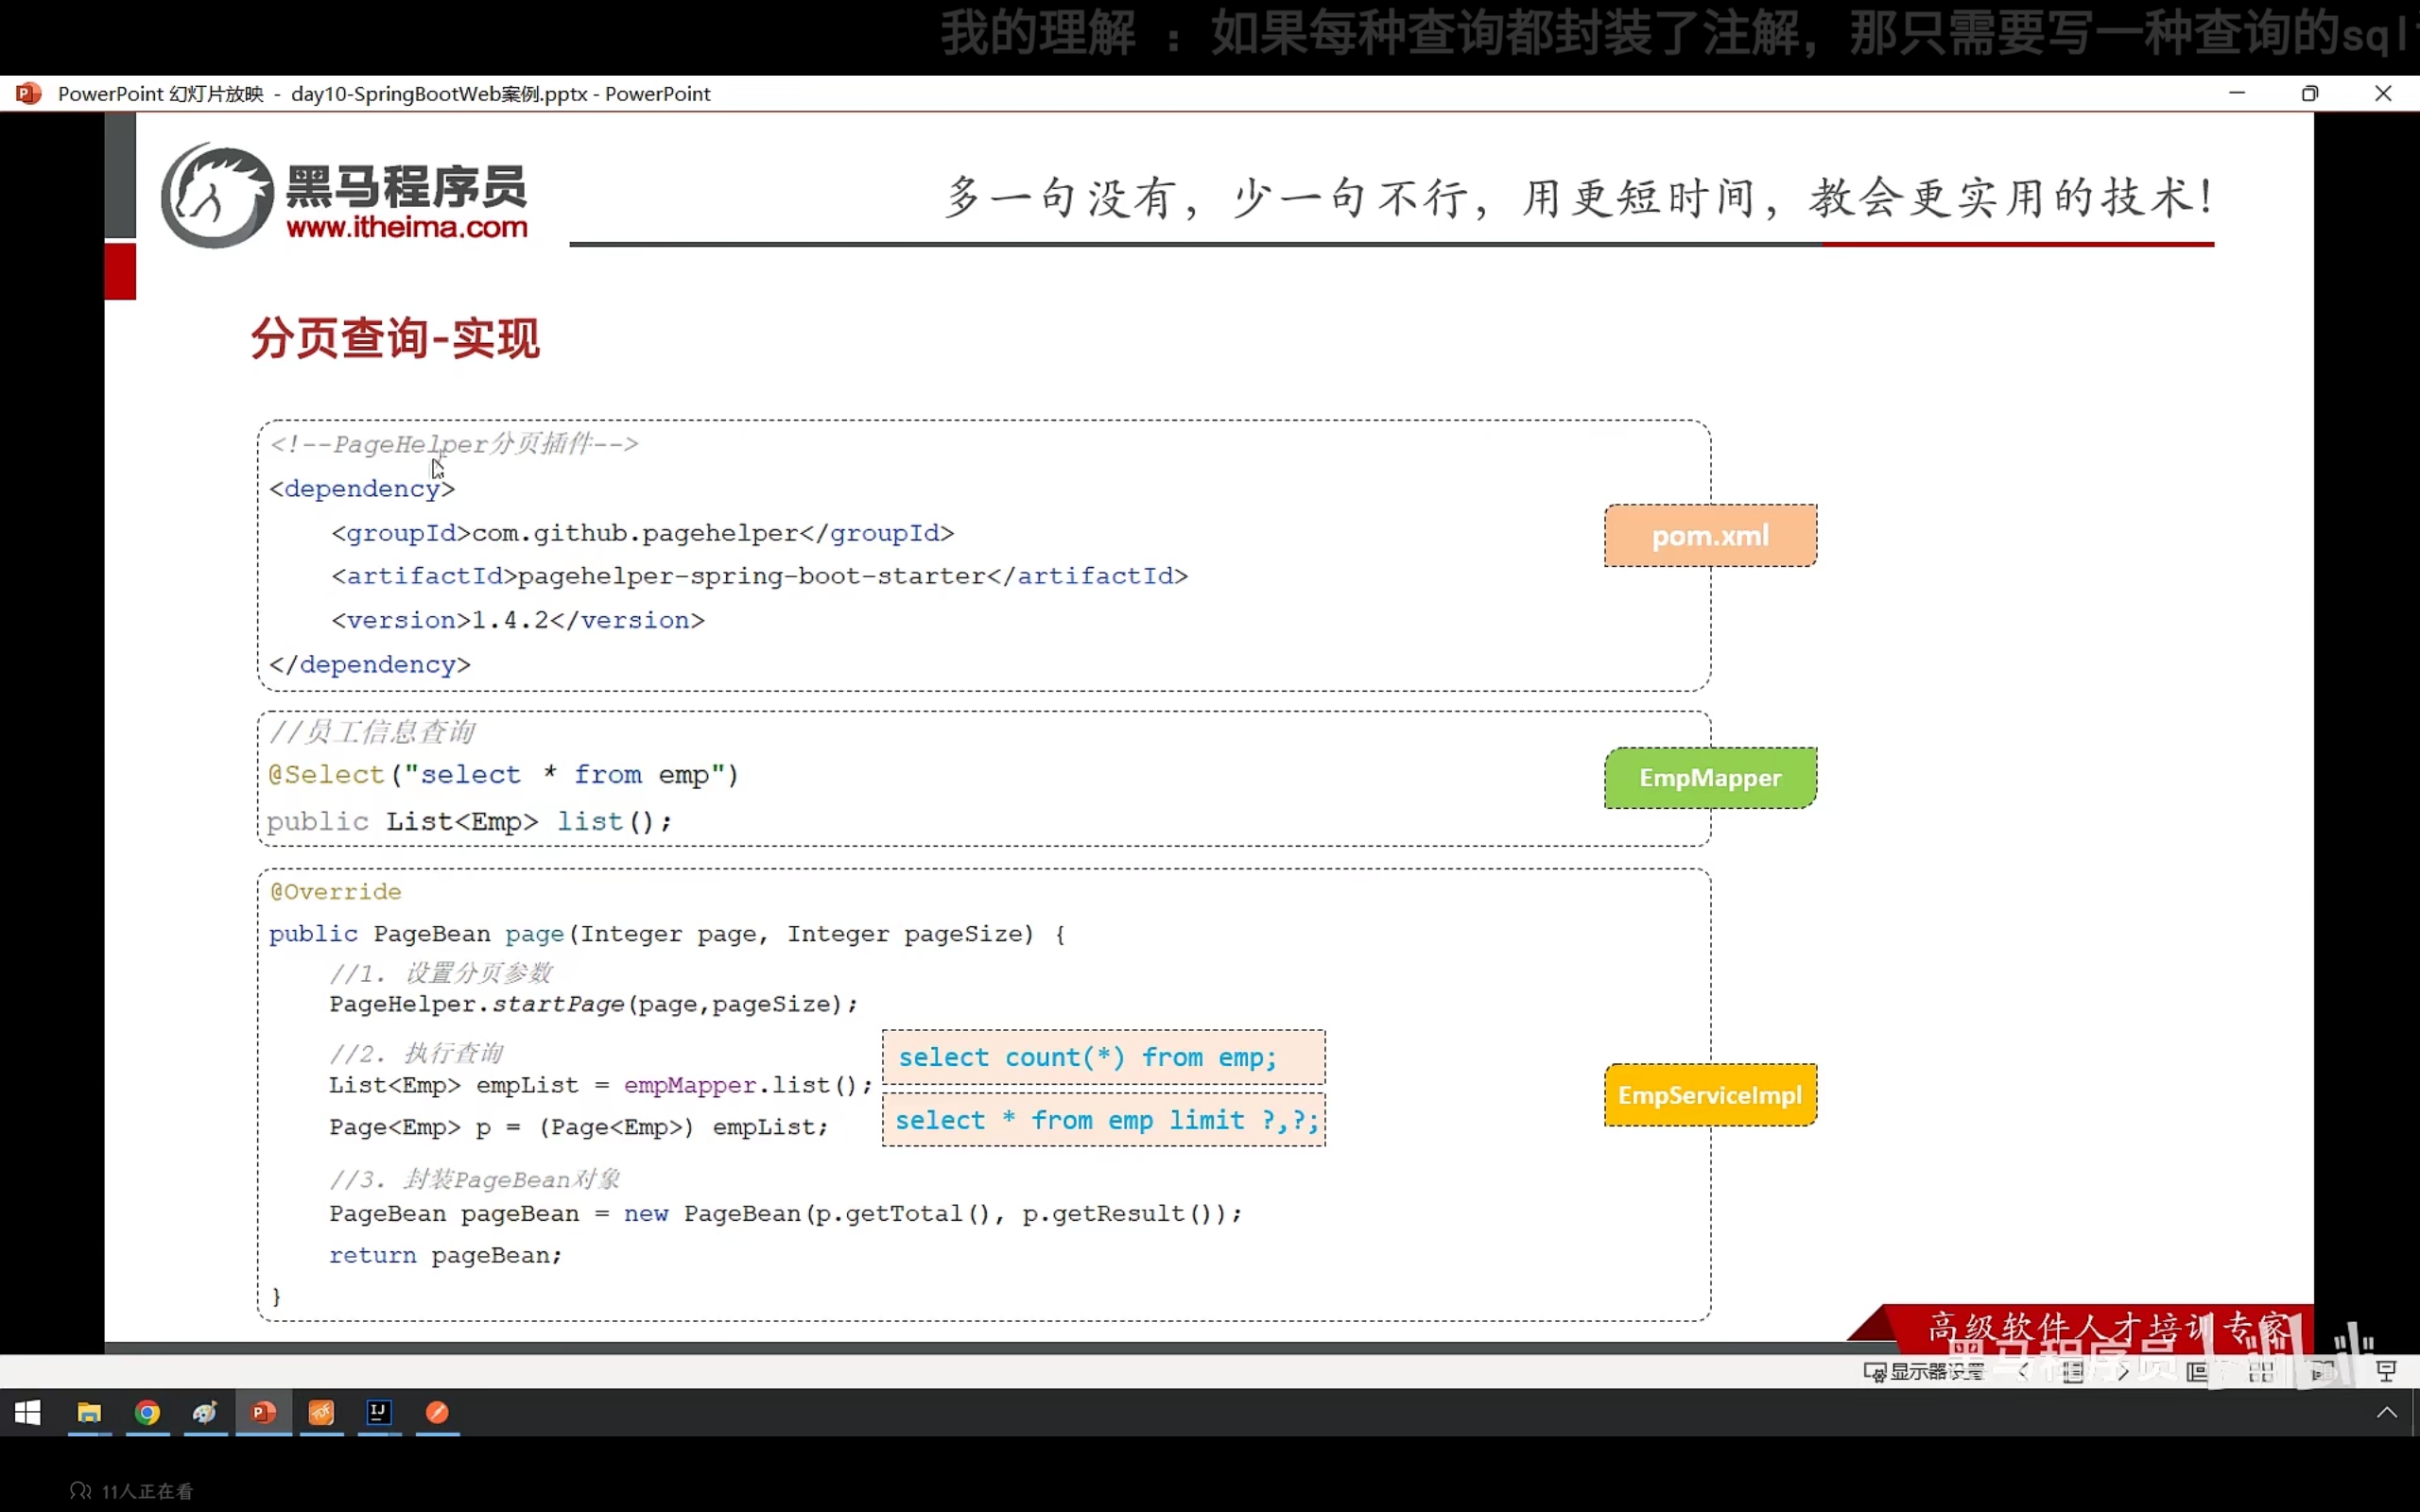 我的理解 ：如果每种查询都封装了注解，那只需要写一种查询的sql
PowerPoint 幻灯片放映 - day10-SpringBootWeb案例.pptx - PowerPoint
黑马程序员
www.itheima.com
多一句没有，少一句不行，用更短时间，教会更实用的技术！
分页查询-实现
<!--PageHelper分页插件-->
<dependency>
<groupId>com.github.pagehelper</groupId>
<artifactId>pagehelper-spring-boot-starter</artifactId>
<version>1.4.2</version>
</dependency>
pom.xml
//员工信息查询
@Select("select * from emp")
public List<Emp> list();
EmpMapper
@Override
public PageBean page(Integer page, Integer pageSize) {
//1. 设置分页参数
PageHelper.startPage(page,pageSize);
//2. 执行查询
List<Emp> empList = empMapper.list();
Page<Emp> p = (Page<Emp>) empList;
select count(*) from emp;
select * from emp limit ?,?;
//3. 封装PageBean对象
PageBean pageBean = new PageBean(p.getTotal(), p.getResult());
return pageBean;
}
EmpServiceImpl
高级软件人才培训专家
黑马程序员
显示器设置
11人正在看